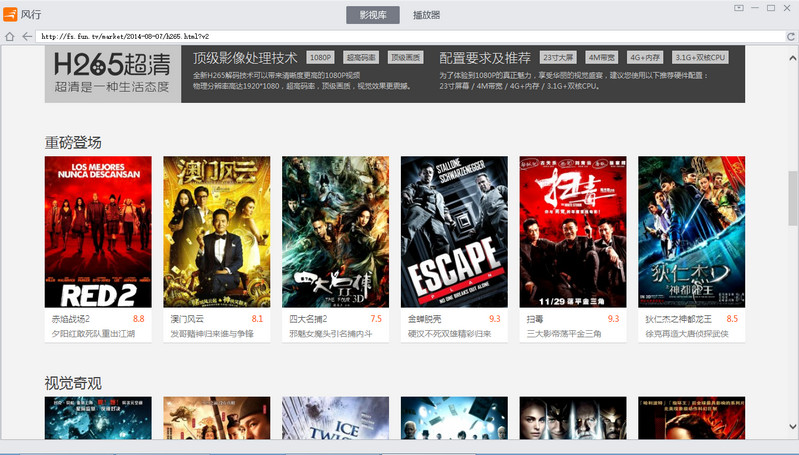 风行
影视库
播放器
http://fs.fun.tv/market/2014-08-07/h265.html?v2
H265超清
超清是一种生活态度
顶级影像处理技术 1080P 超高码率 顶级画质
全新H265解码技术可以带来清晰度更高的1080P视频
物理分辨率高达1920*1080，超高码率，顶级画质，视觉效果更震撼。
配置要求及推荐 23寸大屏 4M带宽 4G+内存 3.1G+双核CPU
为了体验到1080P的真正魅力，享受华丽的视觉盛宴，建议您使用以下推荐硬件配置：
23寸屏幕 / 4M带宽 / 4G+内存 / 3.1G+双核CPU。
重磅登场
LOS MEJORES
NUNCA DESCANSAN
RED 2
澳门风云
四大名捕
II
THE FOUR 3D
STALLONE
SCHWARZENEGGER
ESCAPE
PLAN
NO ONE BREAKS OUT ALONE
扫毒
11/29 荡平金三角
狄仁杰
神都龙王
赤焰战场2 8.8
夕阳红敢死队重出江湖
澳门风云 8.1
发哥赌神归来谁与争锋
四大名捕2 7.5
邪魅女魔头引名捕内斗
金蝉脱壳 9.3
硬汉不死双雄精彩归来
扫毒 9.3
三大影帝荡平金三角
狄仁杰之神都龙王 8.5
徐克再造大唐侦探武侠
视觉奇观
ICE
TWIS